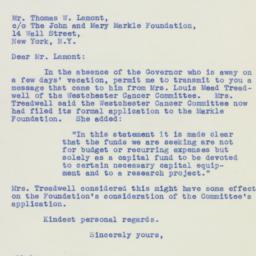 Mr. Thomas W. Lamont,
c/o The John and Mary Markle Foundation,
14 Wall Street,
New York, N.Y.
Dear Mr. Lamont:
In the absence of the Governor who is away on
a few days' vacation, permit me to transmit to you a
message that came to him from Mrs. Louis Mead Tread-
well of the Westchester Cancer Committee. Mrs.
Treadwell said the Westchester Cancer Committee now
had filed its formal application to the Markle
Foundation. She added:
"In this statement it is made clear
that the funds we are seeking are not
for budget or recurring expenses but
solely as a capital fund to be devoted
to certain necessary capital equip-
ment and to a research project."
Mrs. Treadwell considered this might have some effect
on the Foundation's consideration of the Committee's
application.
Kindest personal regards.
Sincerely yours,